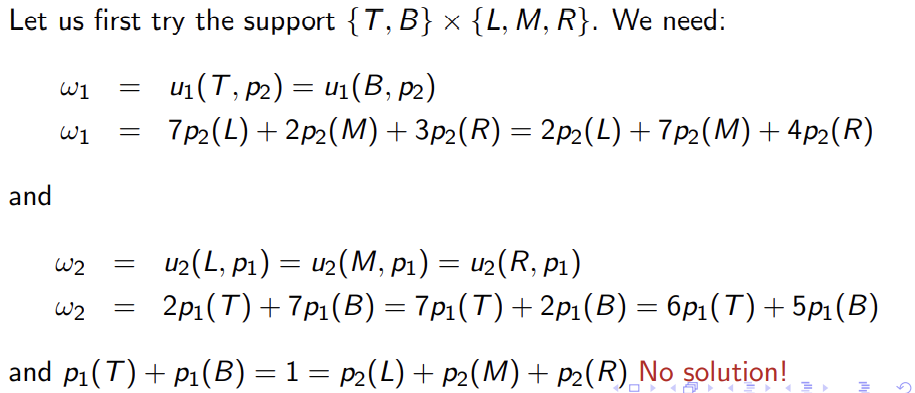 Let us first try the support {T, B} × {L, M, R}. We need:
ω₁ = u₁(T, p₂) = u₁(B, p₂)
ω₁ = 7p₂(L) + 2p₂(M) + 3p₂(R) = 2p₂(L) + 7p₂(M) + 4p₂(R)
and
ω₂ = u₂(L, p₁) = u₂(M, p₁) = u₂(R, p₁)
ω₂ = 2p₁(T) + 7p₁(B) = 7p₁(T) + 2p₁(B) = 6p₁(T) + 5p₁(B)
and p₁(T) + p₁(B) = 1 = p₂(L) + p₂(M) + p₂(R) No solution!